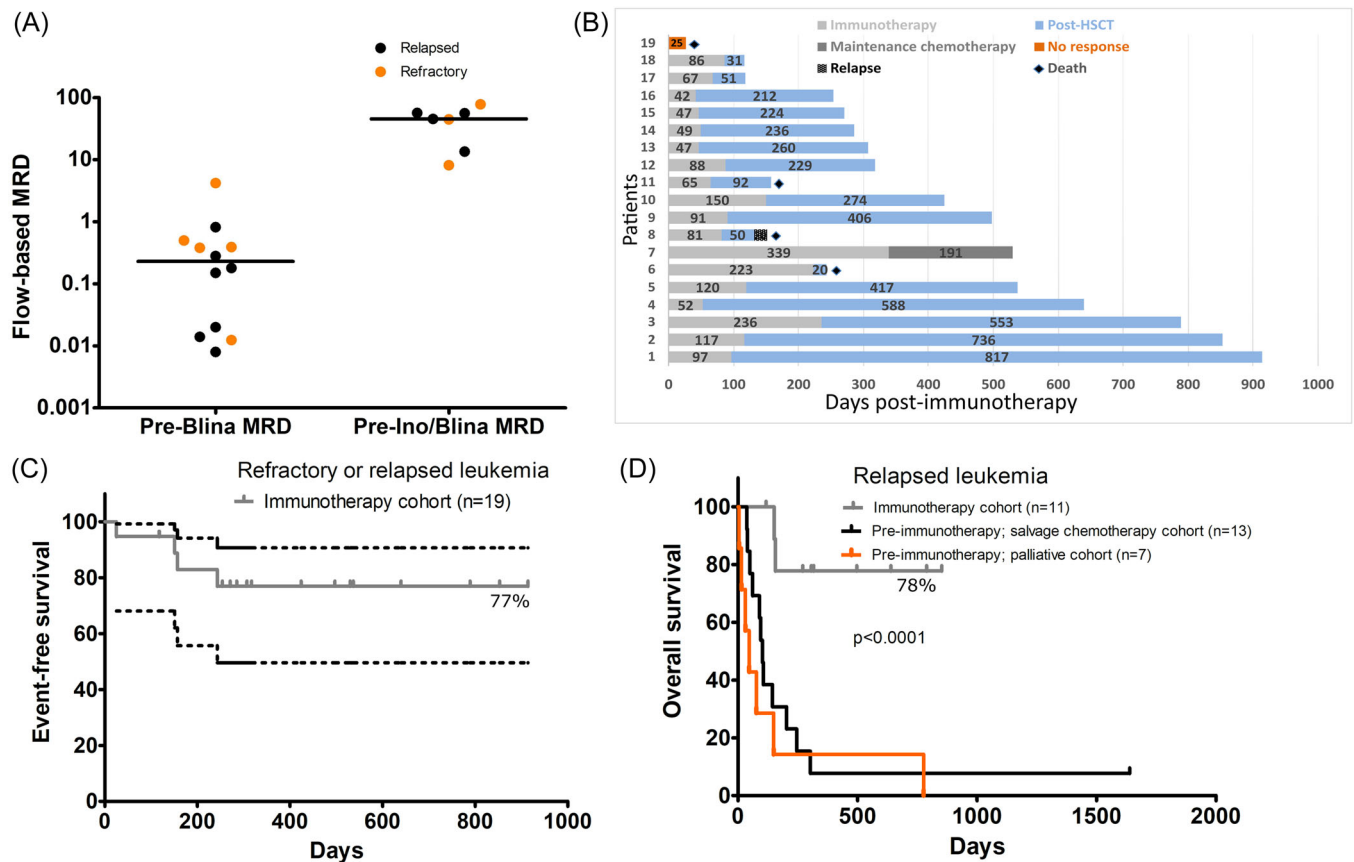 (A)
Relapsed
Refractory
100
10
1
0.1
0.01
0.001
Flow-based MRD
Pre-Blina MRD
Pre-Ino/Blina MRD
(B)
Immunotherapy
Post-HSCT
Maintenance chemotherapy
No response
Relapse
Death
Patients
19 25
18 86 31
17 67 51
16 42 212
15 47 224
14 49 236
13 47 260
12 88 229
11 65 92
10 150 274
9 91 406
8 81 50
7 339 191
6 223 20
5 120 417
4 52 588
3 236 553
2 117 736
1 97 817
0 100 200 300 400 500 600 700 800 900 1000
Days post-immunotherapy
(C)
Refractory or relapsed leukemia
Immunotherapy cohort (n=19)
100
80
60
40
20
0
Event-free survival
77%
0 200 400 600 800 1000
Days
(D)
Relapsed leukemia
Immunotherapy cohort (n=11)
Pre-immunotherapy; salvage chemotherapy cohort (n=13)
Pre-immunotherapy; palliative cohort (n=7)
100
80
60
40
20
0
Overall survival
78%
p<0.0001
0 500 1000 1500 2000
Days